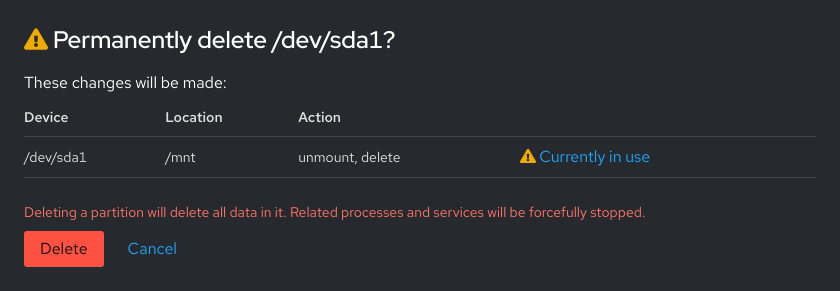 Permanently delete /dev/sda1?
These changes will be made:
Device Location Action
/dev/sda1 /mnt unmount, delete Currently in use
Deleting a partition will delete all data in it. Related processes and services will be forcefully stopped.
Delete Cancel